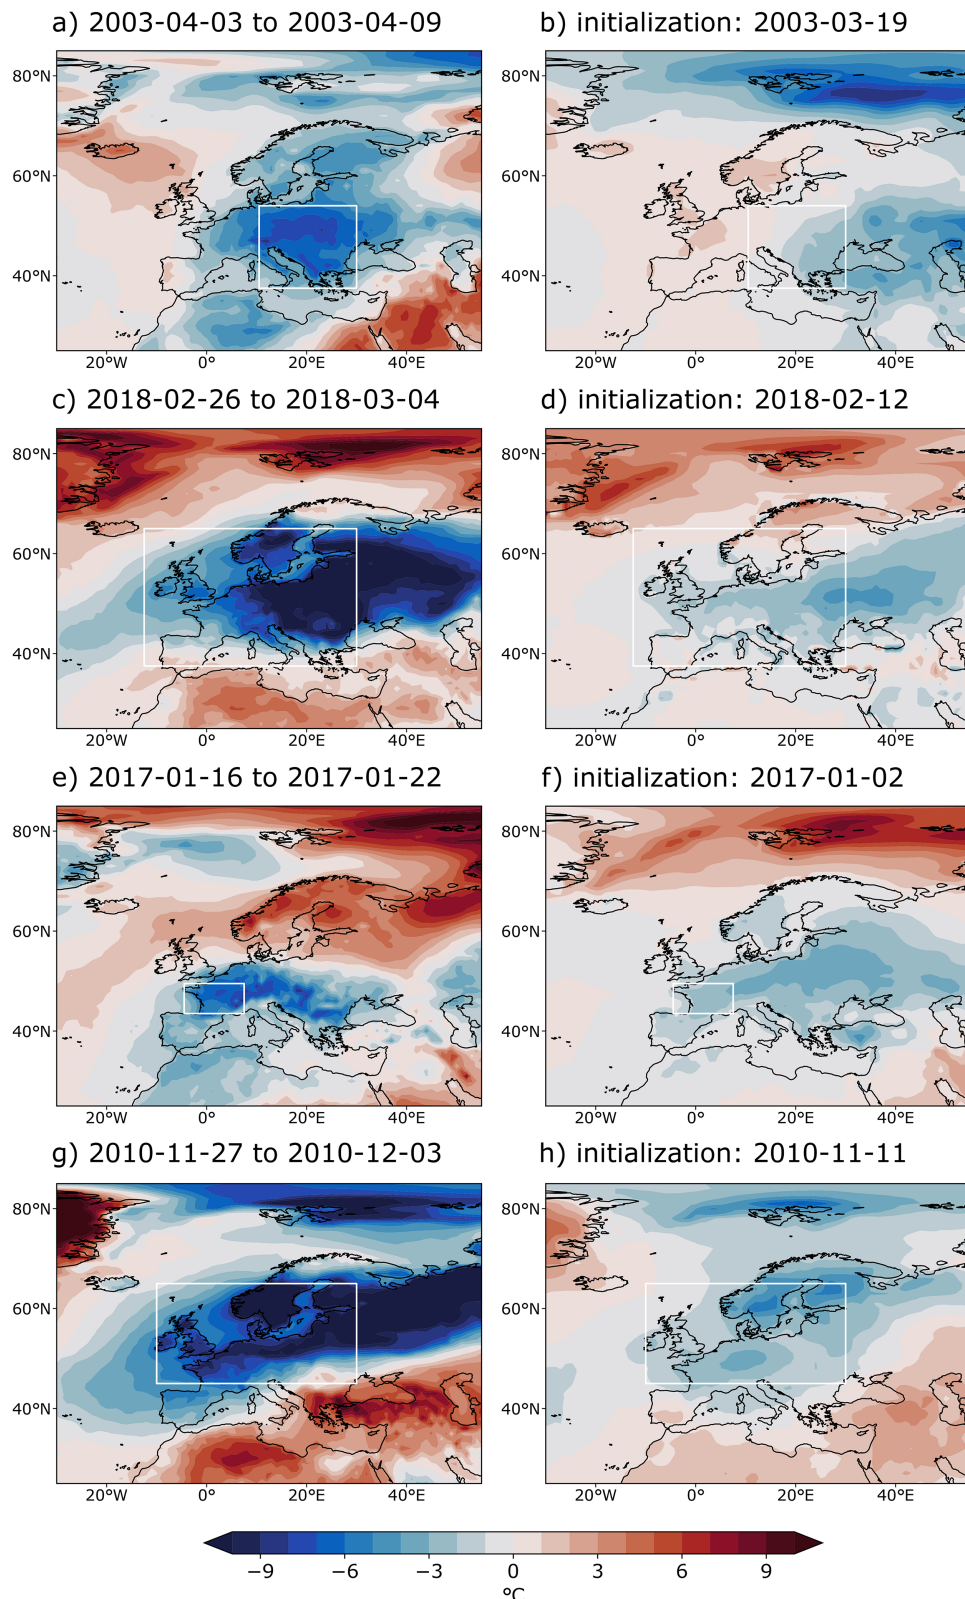 a) 2003-04-03 to 2003-04-09
b) initialization: 2003-03-19
80°N
60°N
40°N
20°W
0°
20°E
40°E
80°N
60°N
40°N
20°W
0°
20°E
40°E
c) 2018-02-26 to 2018-03-04
d) initialization: 2018-02-12
80°N
60°N
40°N
20°W
0°
20°E
40°E
80°N
60°N
40°N
20°W
0°
20°E
40°E
e) 2017-01-16 to 2017-01-22
f) initialization: 2017-01-02
80°N
60°N
40°N
20°W
0°
20°E
40°E
80°N
60°N
40°N
20°W
0°
20°E
40°E
g) 2010-11-27 to 2010-12-03
h) initialization: 2010-11-11
80°N
60°N
40°N
20°W
0°
20°E
40°E
80°N
60°N
40°N
20°W
0°
20°E
40°E
−9 −6 −3 0 3 6 9
°C